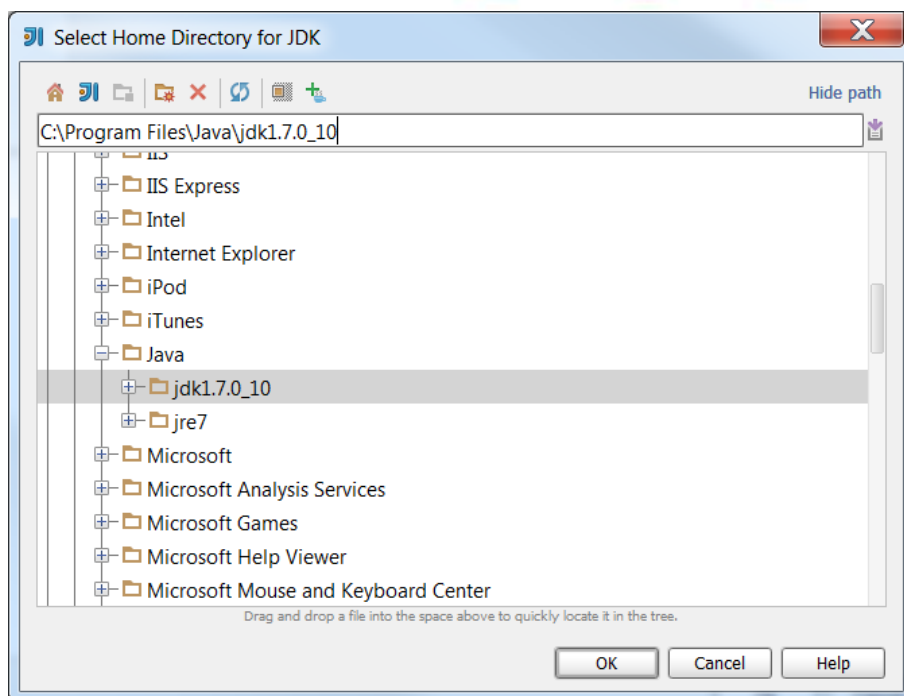 Select Home Directory for JDK
Hide path
C:\Program Files\Java\jdk1.7.0_10
IIS
IIS Express
Intel
Internet Explorer
iPod
iTunes
Java
jdk1.7.0_10
jre7
Microsoft
Microsoft Analysis Services
Microsoft Games
Microsoft Help Viewer
Microsoft Mouse and Keyboard Center
Drag and drop a file into the space above to quickly locate it in the tree.
OK Cancel Help